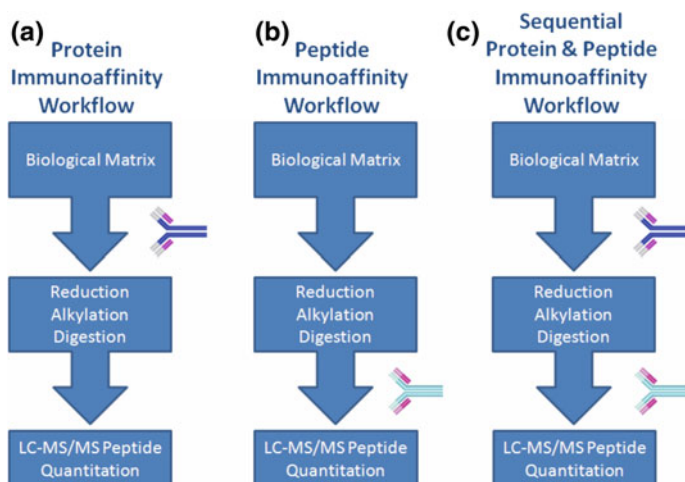 (a)
Protein
Immunoaffinity
Workflow
Biological Matrix
Reduction
Alkylation
Digestion
LC-MS/MS Peptide
Quantitation
(b)
Peptide
Immunoaffinity
Workflow
Biological Matrix
Reduction
Alkylation
Digestion
LC-MS/MS Peptide
Quantitation
(c)
Sequential
Protein & Peptide
Immunoaffinity
Workflow
Biological Matrix
Reduction
Alkylation
Digestion
LC-MS/MS Peptide
Quantitation